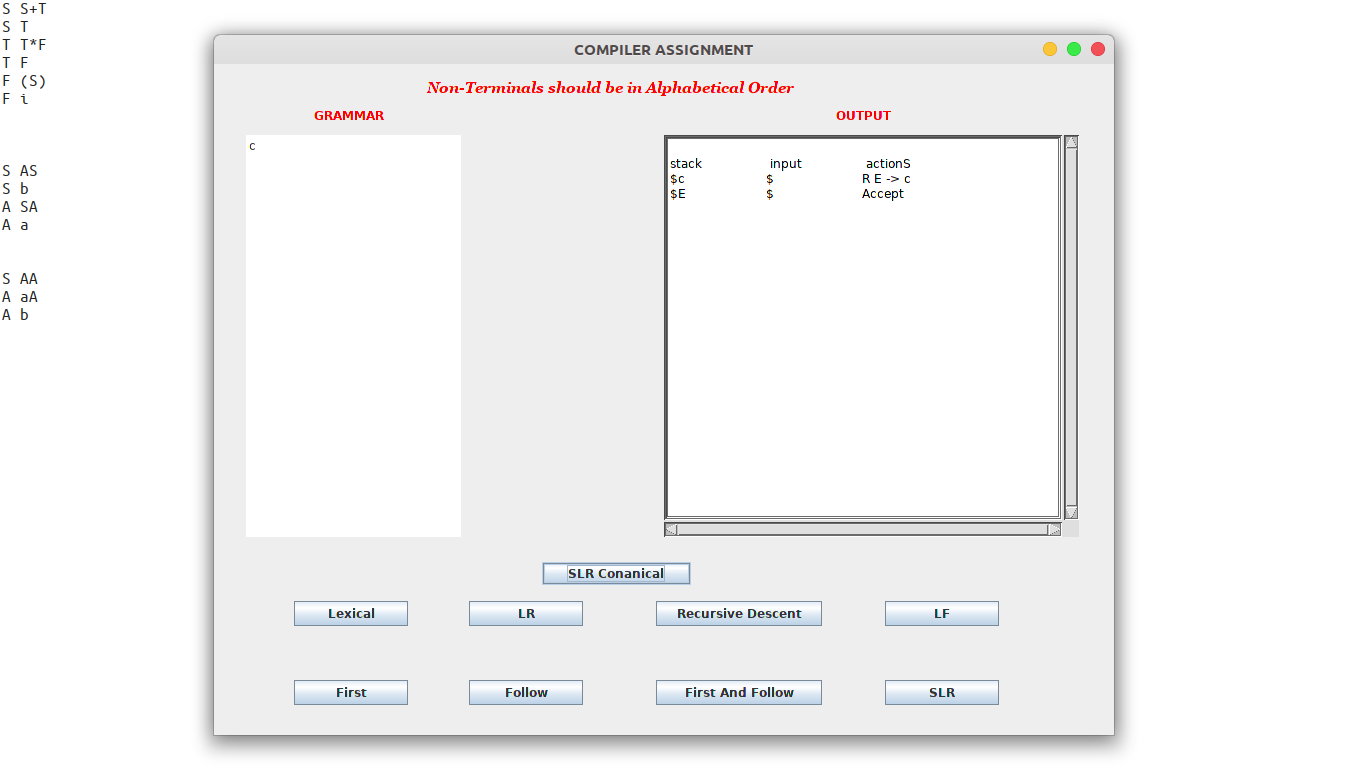 S S+T
S T
T T*F
T F
F (S)
F i
S AS
S b
A SA
A a
S AA
A aA
A b
COMPILER ASSIGNMENT
Non-Terminals should be in Alphabetical Order
GRAMMAR
c
OUTPUT
stack input actionS
$c $ R E -> c
$E $ Accept
SLR Conanical
Lexical LR Recursive Descent LF
First Follow First And Follow SLR